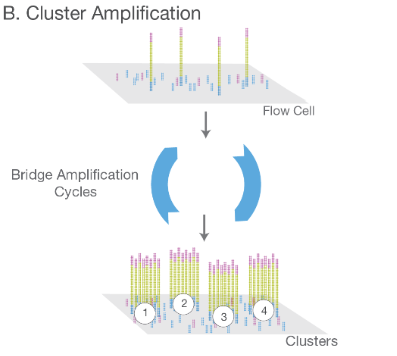 B. Cluster Amplification
Flow Cell
Bridge Amplification
Cycles
1
2
3
4
Clusters